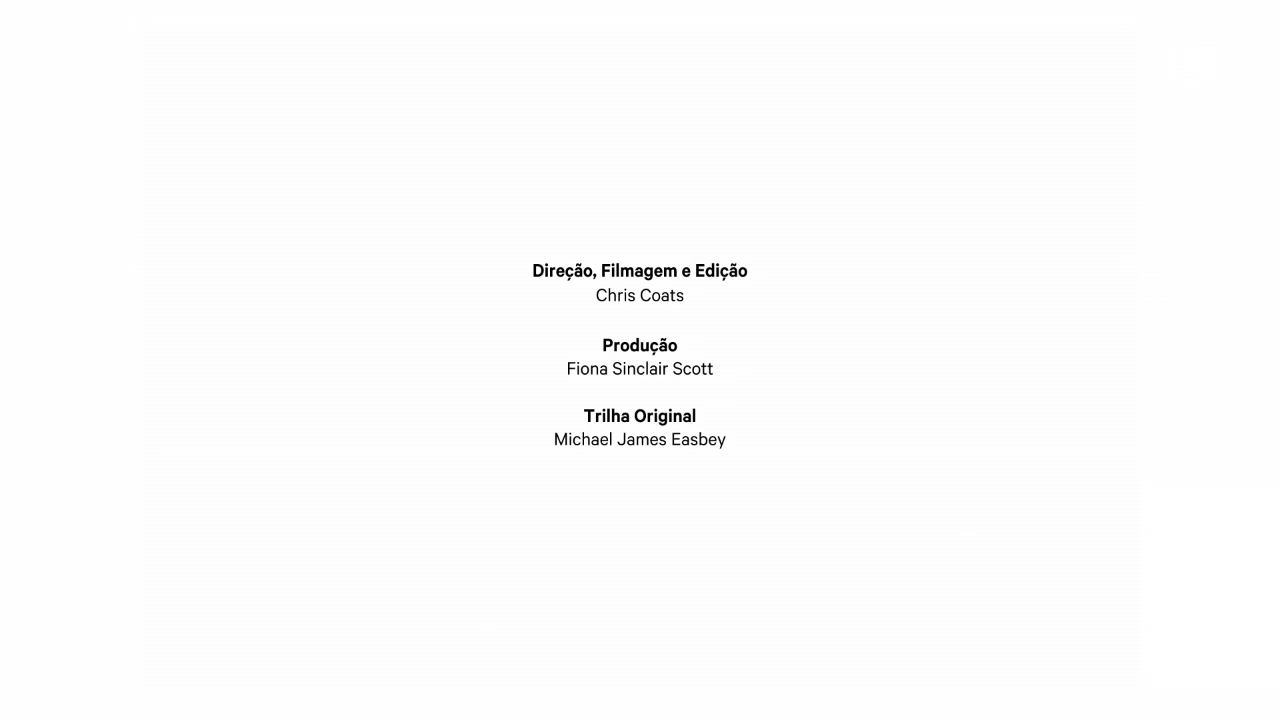 Direção, Filmagem e Edição
Chris Coats
Produção
Fiona Sinclair Scott
Trilha Original
Michael James Easbey